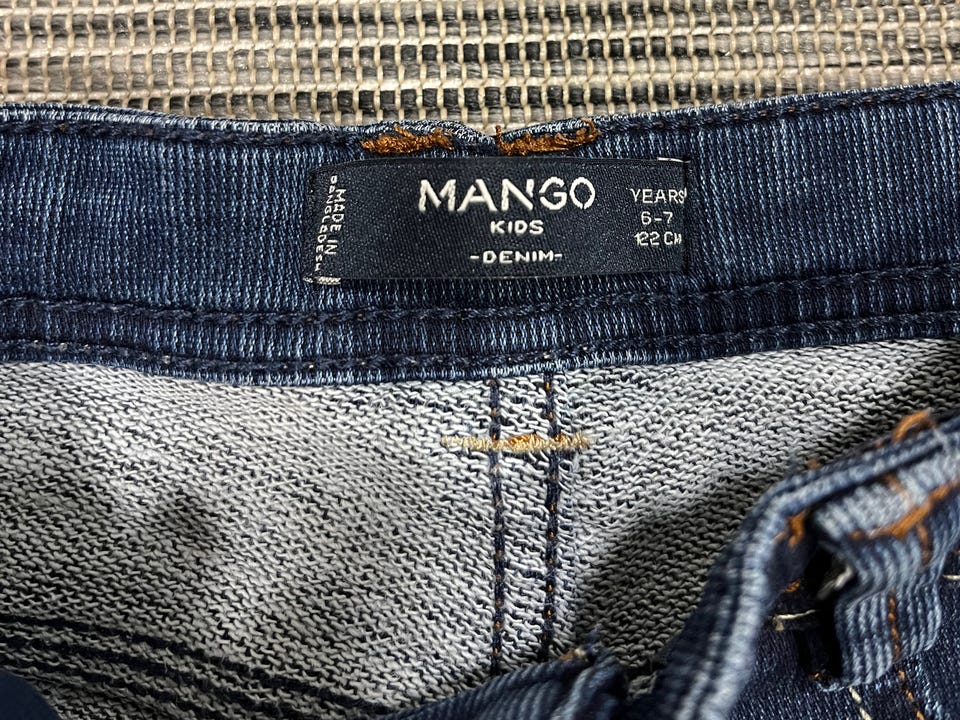 MADE IN
BANGLADESH
MANGO
KIDS
-DENIM-
YEARS
6-7
122 CM